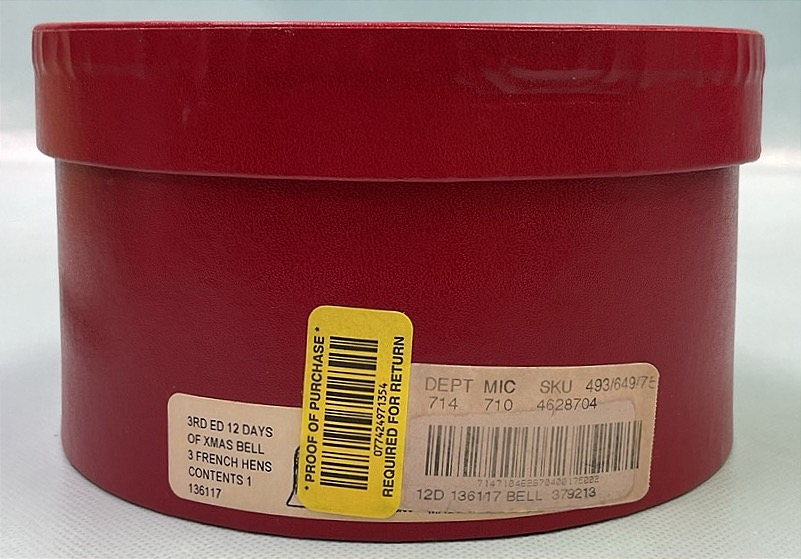 3RD ED 12 DAYS
OF XMAS BELL
3 FRENCH HENS
CONTENTS 1
136117
* PROOF OF PURCHASE *
077424971354
REQUIRED FOR RETURN
DEPT MIC SKU 493/649/75
714 710 4628704
12D 136117 BELL 379213